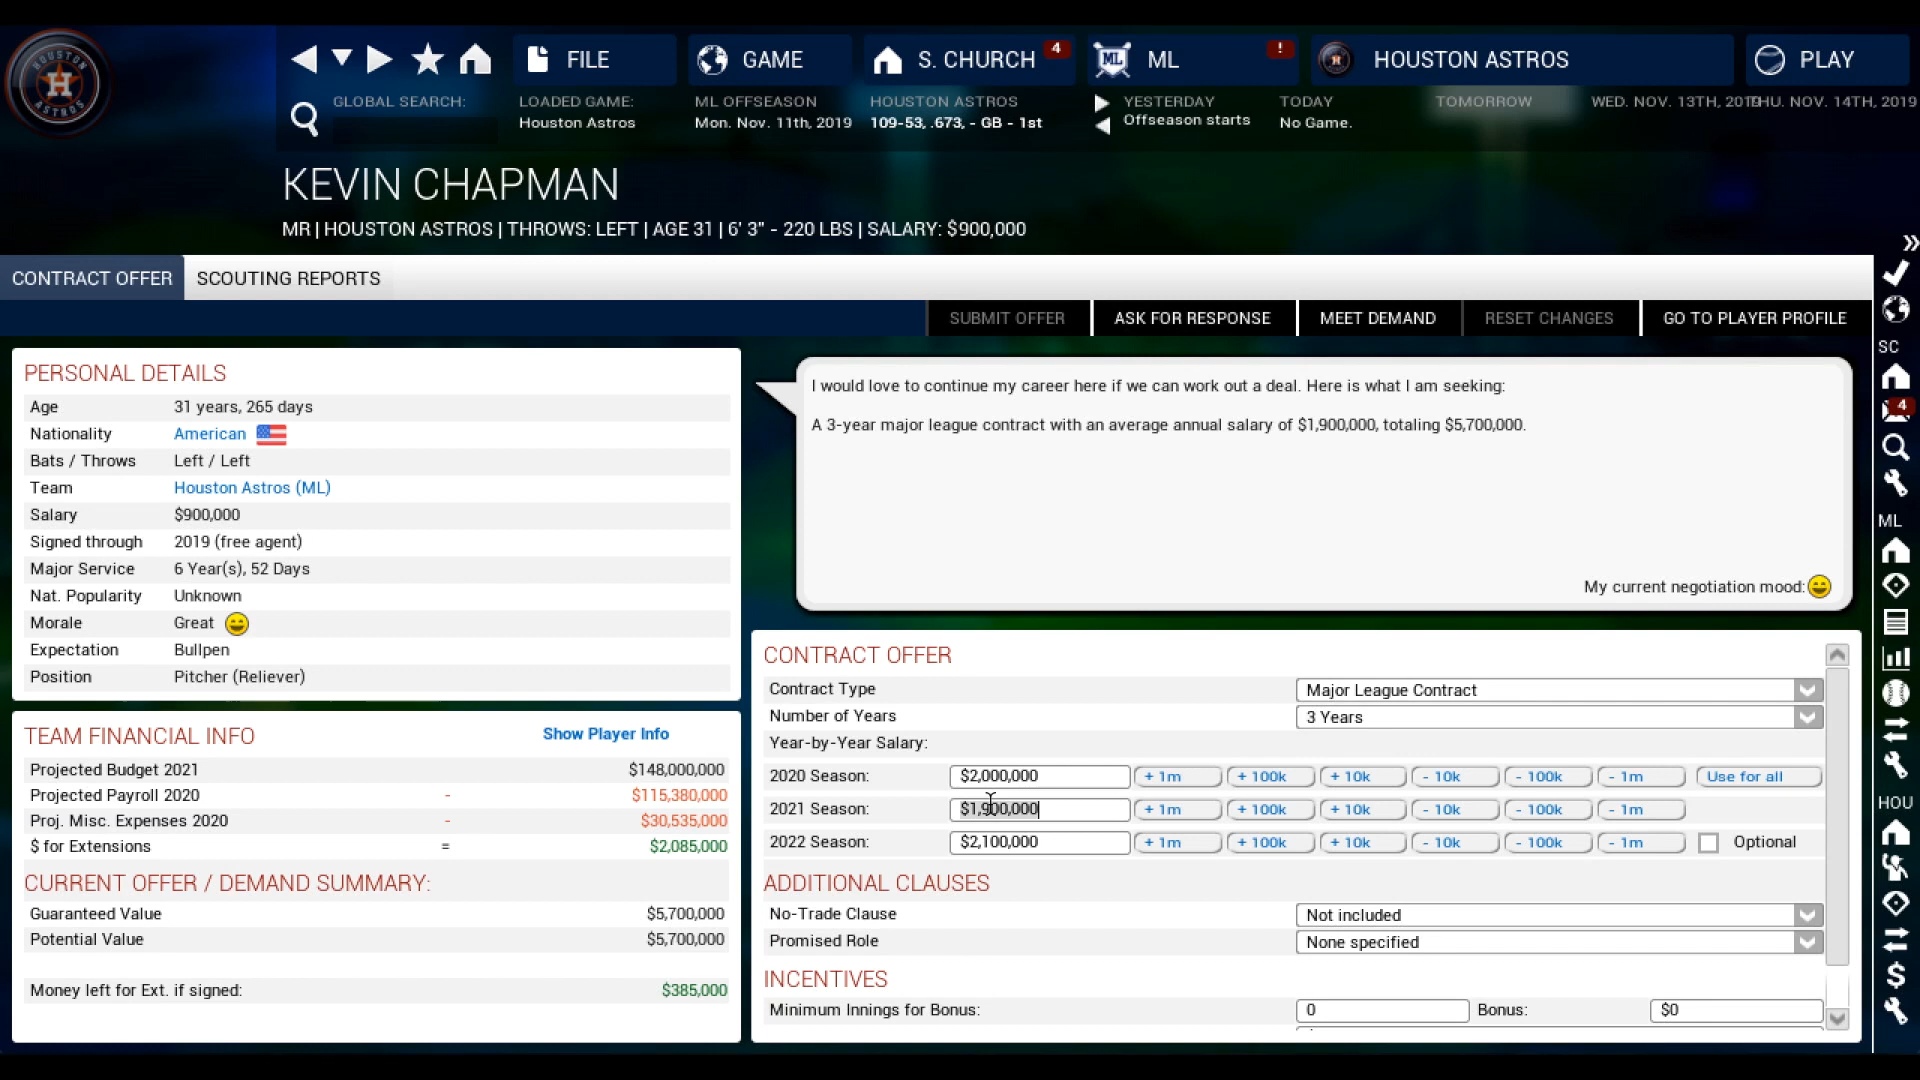 FILE
GAME
S. CHURCH 4
ML !
HOUSTON ASTROS
PLAY
GLOBAL SEARCH:
LOADED GAME:
Houston Astros
ML OFFSEASON
Mon. Nov. 11th, 2019
HOUSTON ASTROS
109-53, .673, - GB - 1st
YESTERDAY
Offseason starts
TODAY
No Game.
TOMORROW
WED. NOV. 13TH, 2019
THU. NOV. 14TH, 2019
HOUSTON
H
ASTROS
KEVIN CHAPMAN
MR | HOUSTON ASTROS | THROWS: LEFT | AGE 31 | 6' 3" - 220 LBS | SALARY: $900,000
CONTRACT OFFER SCOUTING REPORTS
SUBMIT OFFER ASK FOR RESPONSE MEET DEMAND RESET CHANGES GO TO PLAYER PROFILE
PERSONAL DETAILS
Age 31 years, 265 days
Nationality American
Bats / Throws Left / Left
Team Houston Astros (ML)
Salary $900,000
Signed through 2019 (free agent)
Major Service 6 Year(s), 52 Days
Nat. Popularity Unknown
Morale Great
Expectation Bullpen
Position Pitcher (Reliever)
TEAM FINANCIAL INFO Show Player Info
Projected Budget 2021 $148,000,000
Projected Payroll 2020 - $115,380,000
Proj. Misc. Expenses 2020 - $30,535,000
$ for Extensions = $2,085,000
CURRENT OFFER / DEMAND SUMMARY:
Guaranteed Value $5,700,000
Potential Value $5,700,000
Money left for Ext. if signed: $385,000
I would love to continue my career here if we can work out a deal. Here is what I am seeking:
A 3-year major league contract with an average annual salary of $1,900,000, totaling $5,700,000.
My current negotiation mood:
CONTRACT OFFER
Contract Type Major League Contract
Number of Years 3 Years
Year-by-Year Salary:
2020 Season: $2,000,000 + 1m + 100k + 10k - 10k - 100k - 1m Use for all
2021 Season: $1,900,000 + 1m + 100k + 10k - 10k - 100k - 1m
2022 Season: $2,100,000 + 1m + 100k + 10k - 10k - 100k - 1m Optional
ADDITIONAL CLAUSES
No-Trade Clause Not included
Promised Role None specified
INCENTIVES
Minimum Innings for Bonus: 0 Bonus: $0
SC
4
ML
HOU
$